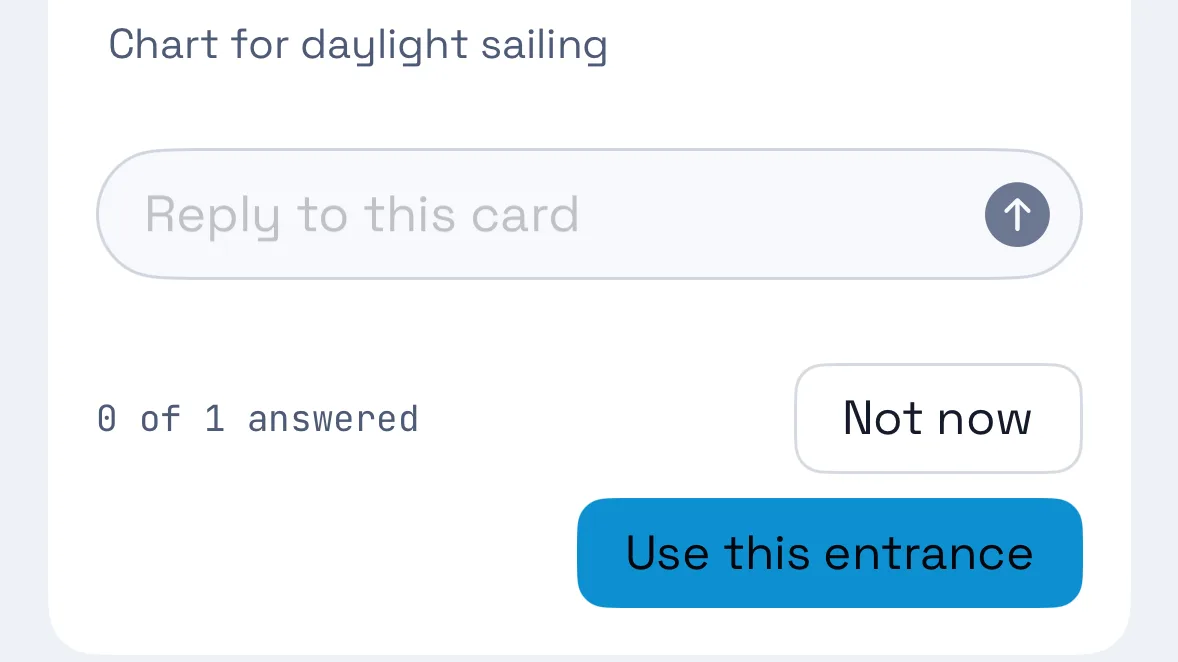 Chart for daylight sailing
Reply to this card
0 of 1 answered
Not now
Use this entrance